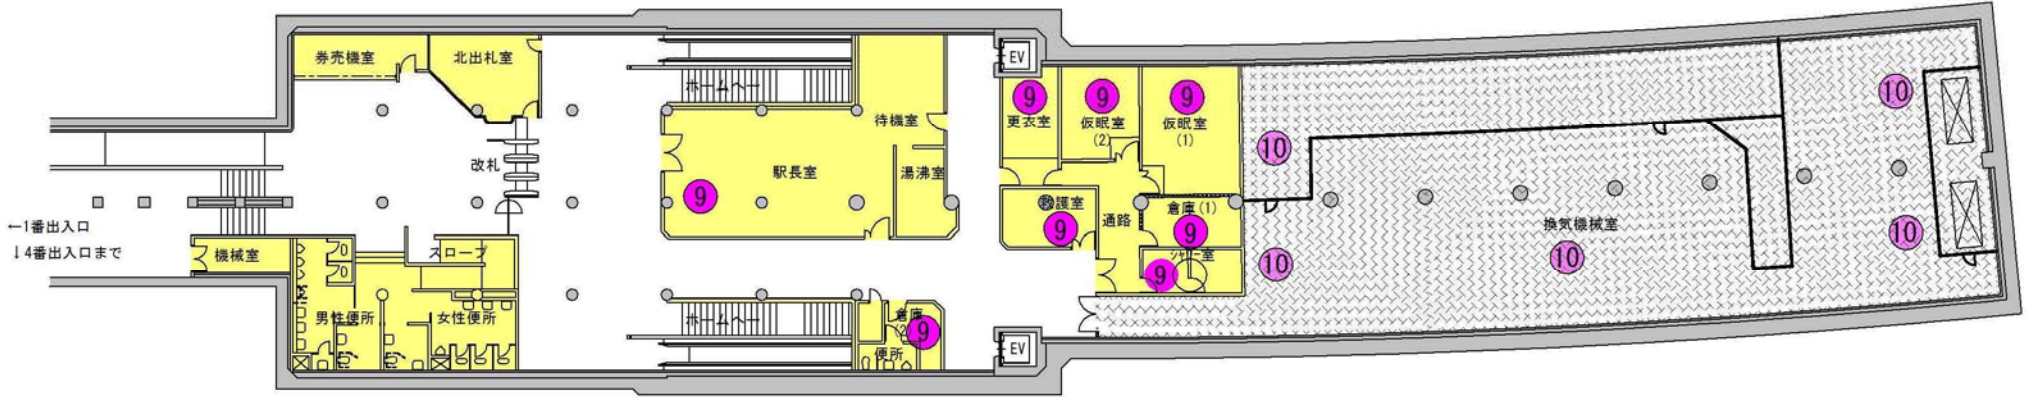 券売機室
北出札室
EV
ホームへ
9
更衣室
9
仮眠室
(2)
9
仮眠室
(1)
10
10
待機室
改札
駅長室
湯沸室
9
救護室
9
通路
倉庫(1)
9
換気機械室
10
10
10
←1番出入口
↓4番出入口まで
機械室
スロープ
シャワー室
9
男性便所
女性便所
ホームへ
倉庫
(2)
9
便所
EV